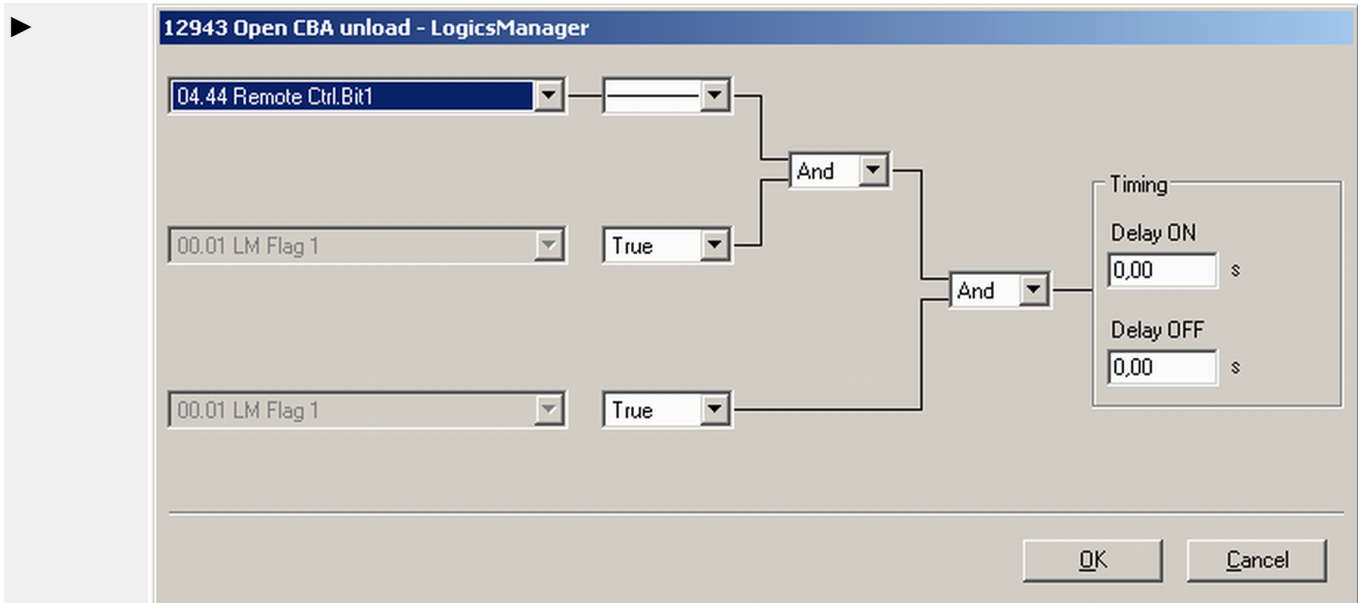 12943 Open CBA unload - LogicsManager
04.44 Remote Ctrl.Bit1
And
Timing
00.01 LM Flag 1 True
Delay ON
0,00 s
And
Delay OFF
0,00 s
00.01 LM Flag 1 True
OK Cancel